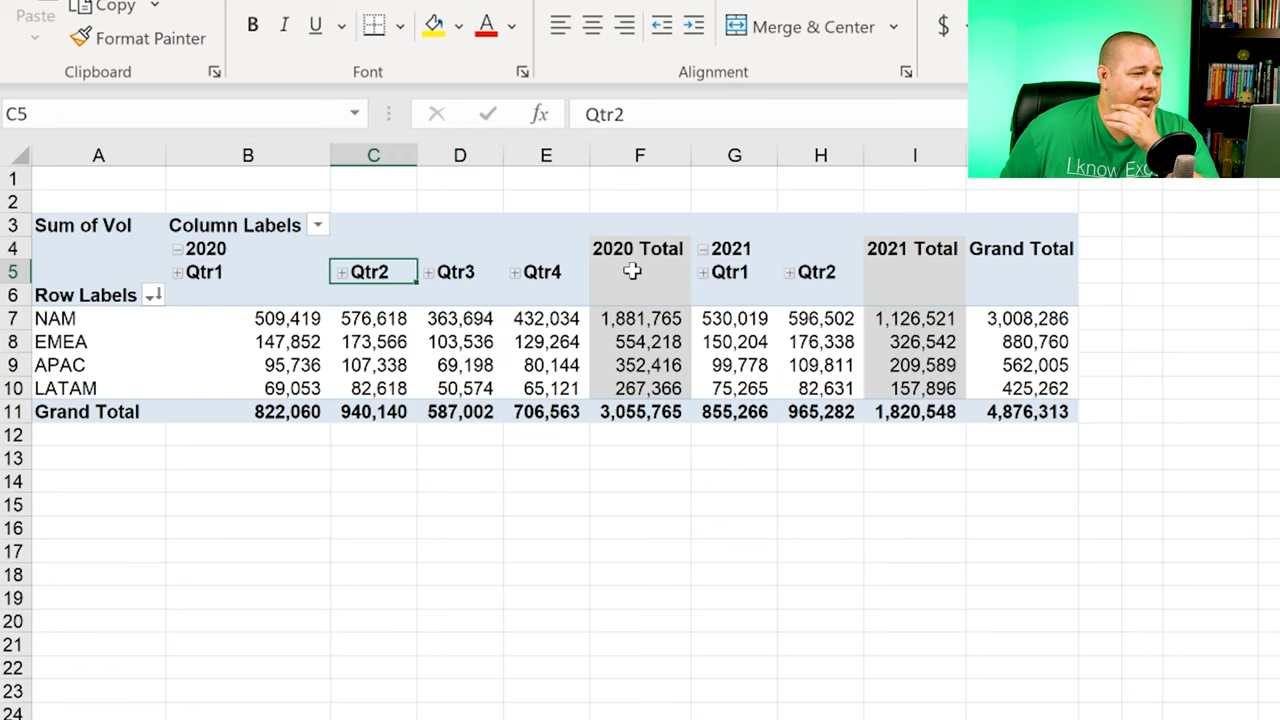 Paste Copy
Format Painter
B I U A Merge & Center $
Clipboard Font Alignment
C5 fx Qtr2
A B C D E F G H I
1
2
3 Sum of Vol Column Labels
4 2020 2020 Total 2021 2021 Total Grand Total
5 Qtr1 Qtr2 Qtr3 Qtr4 Qtr1 Qtr2
6 Row Labels
7 NAM 509,419 576,618 363,694 432,034 1,881,765 530,019 596,502 1,126,521 3,008,286
8 EMEA 147,852 173,566 103,536 129,264 554,218 150,204 176,338 326,542 880,760
9 APAC 95,736 107,338 69,198 80,144 352,416 99,778 109,811 209,589 562,005
10 LATAM 69,053 82,618 50,574 65,121 267,366 75,265 82,631 157,896 425,262
11 Grand Total 822,060 940,140 587,002 706,563 3,055,765 855,266 965,282 1,820,548 4,876,313
12
13
14
15
16
17
18
19
20
21
22
23
24
I know